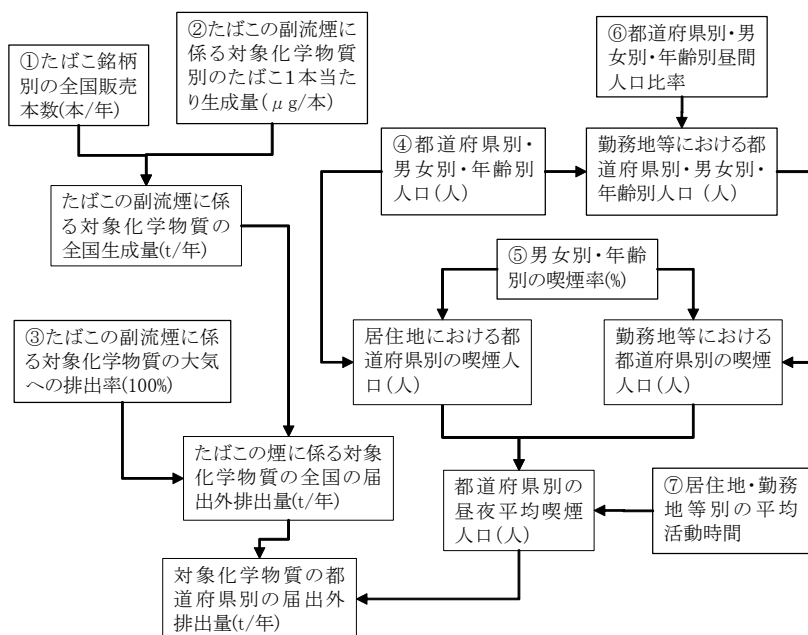 ①たばこ銘柄
別の全国販売
本数(本/年)
②たばこの副流煙に
係る対象化学物質
別のたばこ1本当た
り生成量(μg/本)
⑥都道府県別・男
女別・年齢別昼間
人口比率
④都道府県別・
男女別・年齢別
人口(人)
勤務地等における都
道府県別・男女別・
年齢別人口 (人)
たばこの副流煙に係
る対象化学物質の
全国生成量(t/年)
⑤男女別・年齢
別の喫煙率(%)
③たばこの副流煙に係
る対象化学物質の大気
への排出率(100%)
居住地における都
道府県別の喫煙人
口(人)
勤務地等における
都道府県別の喫煙
人口(人)
たばこの煙に係る対象
化学物質の全国の届
出外排出量(t/年)
都道府県別の
昼夜平均喫煙
人口(人)
⑦居住地・勤務
地等別の平均
活動時間
対象化学物質の都
道府県別の届出外
排出量(t/年)